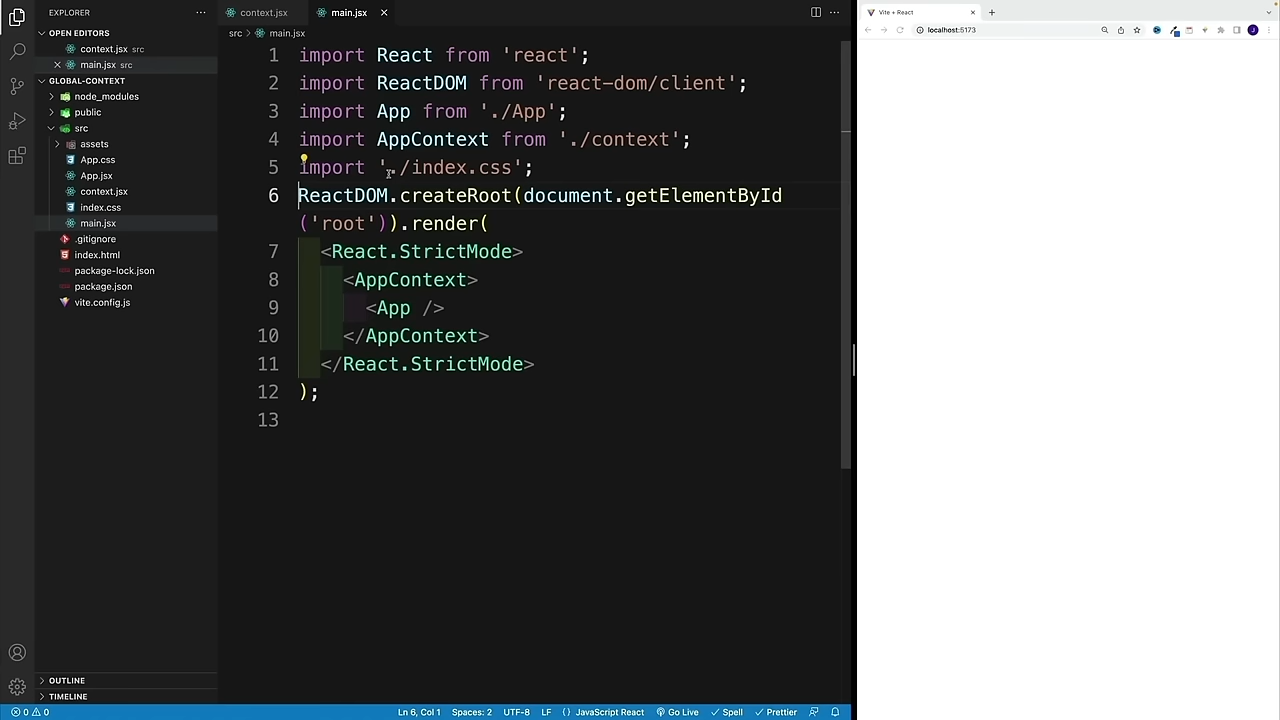 EXPLORER
···
OPEN EDITORS
context.jsx src
main.jsx src
GLOBAL-CONTEXT
node_modules
public
src
assets
App.css
App.jsx
context.jsx
index.css
main.jsx
.gitignore
index.html
package-lock.json
package.json
vite.config.js
OUTLINE
TIMELINE
context.jsx
main.jsx
src > main.jsx
1 import React from 'react';
2 import ReactDOM from 'react-dom/client';
3 import App from './App';
4 import AppContext from './context';
5 import './index.css';
6 ReactDOM.createRoot(document.getElementById
('root')).render(
7 <React.StrictMode>
8 <AppContext>
9 <App />
10 </AppContext>
11 </React.StrictMode>
12 );
13
0 0 Ln 6, Col 1 Spaces: 2 UTF-8 LF JavaScript React Go Live Spell Prettier
Vite + React
localhost:5173
J